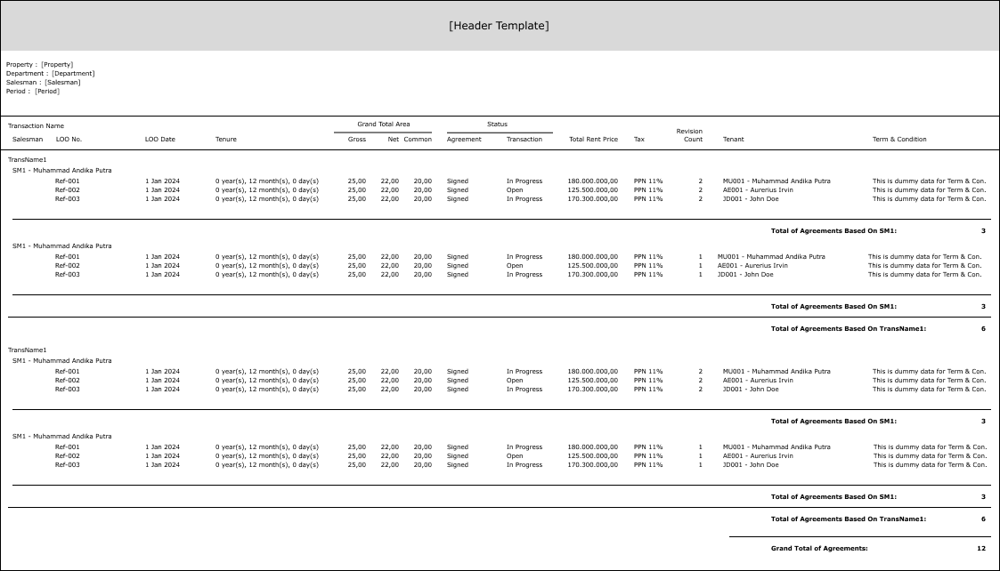 [Header Template]
Property : [Property]
Department : [Department]
Salesman : [Salesman]
Period : [Period]
Transaction Name Grand Total Area Status
Salesman LOO No. LOO Date Tenure Gross Net Common Agreement Transaction Total Rent Price Tax Revision Count Tenant Term & Condition
TransName1
SM1 - Muhammad Andika Putra
Ref-001 1 Jan 2024 0 year(s), 12 month(s), 0 day(s) 25,00 22,00 20,00 Signed In Progress 180.000.000,00 PPN 11% 2 MU001 - Muhammad Andika Putra This is dummy data for Term & Con.
Ref-002 1 Jan 2024 0 year(s), 12 month(s), 0 day(s) 25,00 22,00 20,00 Signed Open 125.500.000,00 PPN 11% 2 AE001 - Aurerius Irvin This is dummy data for Term & Con.
Ref-003 1 Jan 2024 0 year(s), 12 month(s), 0 day(s) 25,00 22,00 20,00 Signed In Progress 170.300.000,00 PPN 11% 2 JD001 - John Doe This is dummy data for Term & Con.
Total of Agreements Based On SM1: 3
SM1 - Muhammad Andika Putra
Ref-001 1 Jan 2024 0 year(s), 12 month(s), 0 day(s) 25,00 22,00 20,00 Signed In Progress 180.000.000,00 PPN 11% 1 MU001 - Muhammad Andika Putra This is dummy data for Term & Con.
Ref-002 1 Jan 2024 0 year(s), 12 month(s), 0 day(s) 25,00 22,00 20,00 Signed Open 125.500.000,00 PPN 11% 1 AE001 - Aurerius Irvin This is dummy data for Term & Con.
Ref-003 1 Jan 2024 0 year(s), 12 month(s), 0 day(s) 25,00 22,00 20,00 Signed In Progress 170.300.000,00 PPN 11% 1 JD001 - John Doe This is dummy data for Term & Con.
Total of Agreements Based On SM1: 3
Total of Agreements Based On TransName1: 6
TransName1
SM1 - Muhammad Andika Putra
Ref-001 1 Jan 2024 0 year(s), 12 month(s), 0 day(s) 25,00 22,00 20,00 Signed In Progress 180.000.000,00 PPN 11% 2 MU001 - Muhammad Andika Putra This is dummy data for Term & Con.
Ref-002 1 Jan 2024 0 year(s), 12 month(s), 0 day(s) 25,00 22,00 20,00 Signed Open 125.500.000,00 PPN 11% 2 AE001 - Aurerius Irvin This is dummy data for Term & Con.
Ref-003 1 Jan 2024 0 year(s), 12 month(s), 0 day(s) 25,00 22,00 20,00 Signed In Progress 170.300.000,00 PPN 11% 2 JD001 - John Doe This is dummy data for Term & Con.
Total of Agreements Based On SM1: 3
SM1 - Muhammad Andika Putra
Ref-001 1 Jan 2024 0 year(s), 12 month(s), 0 day(s) 25,00 22,00 20,00 Signed In Progress 180.000.000,00 PPN 11% 1 MU001 - Muhammad Andika Putra This is dummy data for Term & Con.
Ref-002 1 Jan 2024 0 year(s), 12 month(s), 0 day(s) 25,00 22,00 20,00 Signed Open 125.500.000,00 PPN 11% 1 AE001 - Aurerius Irvin This is dummy data for Term & Con.
Ref-003 1 Jan 2024 0 year(s), 12 month(s), 0 day(s) 25,00 22,00 20,00 Signed In Progress 170.300.000,00 PPN 11% 1 JD001 - John Doe This is dummy data for Term & Con.
Total of Agreements Based On SM1: 3
Total of Agreements Based On TransName1: 6
Grand Total of Agreements: 12